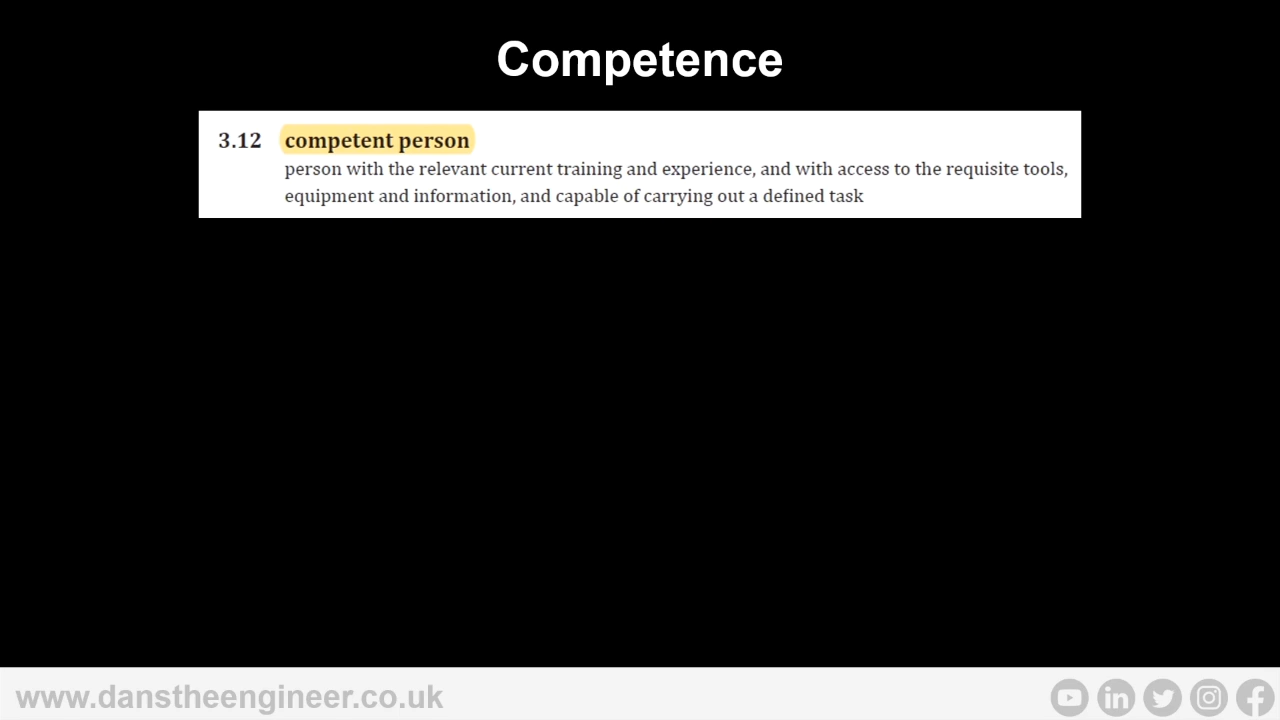 Competence
3.12 competent person
person with the relevant current training and experience, and with access to the requisite tools,
equipment and information, and capable of carrying out a defined task
www.danstheengineer.co.uk